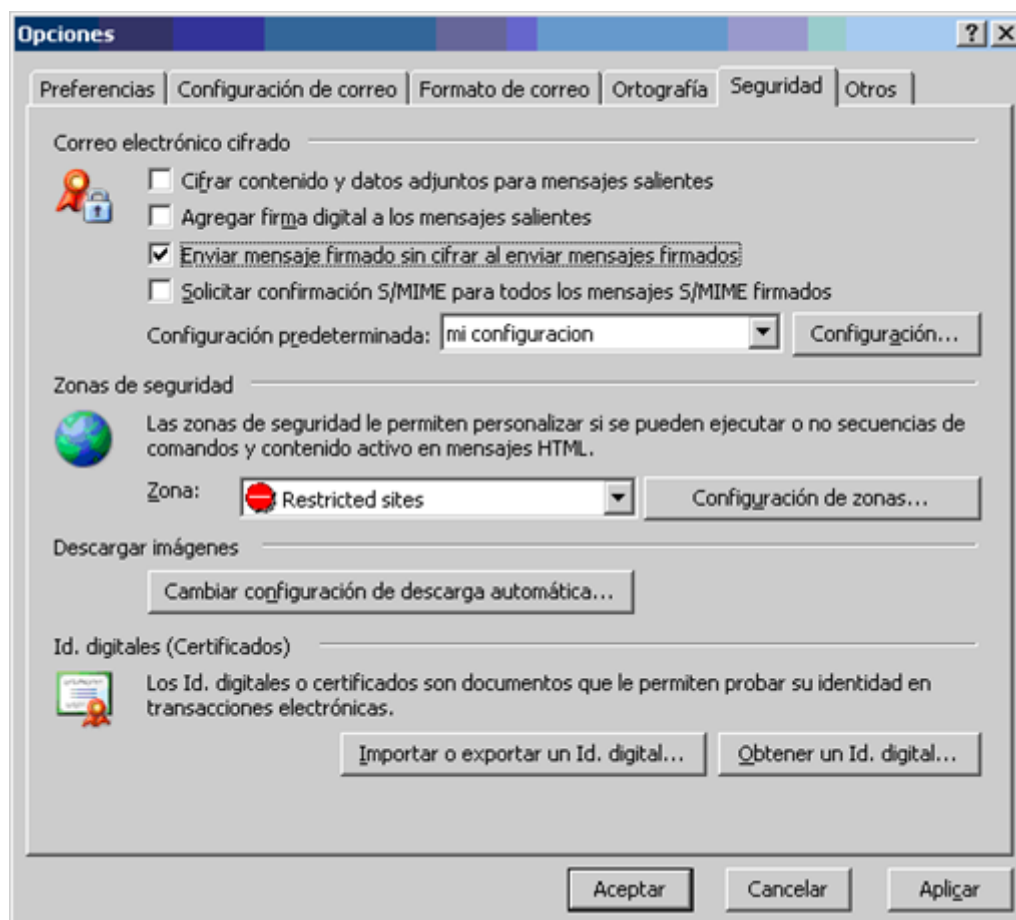 Opciones
Preferencias Configuración de correo Formato de correo Ortografía Seguridad Otros
Correo electrónico cifrado
Cifrar contenido y datos adjuntos para mensajes salientes
Agregar firma digital a los mensajes salientes
Enviar mensaje firmado sin cifrar al enviar mensajes firmados
Solicitar confirmación S/MIME para todos los mensajes S/MIME firmados
Configuración predeterminada: mi configuracion Configuración...
Zonas de seguridad
Las zonas de seguridad le permiten personalizar si se pueden ejecutar o no secuencias de
comandos y contenido activo en mensajes HTML.
Zona: Restricted sites Configuración de zonas...
Descargar imágenes
Cambiar configuración de descarga automática...
Id. digitales (Certificados)
Los Id. digitales o certificados son documentos que le permiten probar su identidad en
transacciones electrónicas.
Importar o exportar un Id. digital... Obtener un Id. digital...
Aceptar Cancelar Aplicar